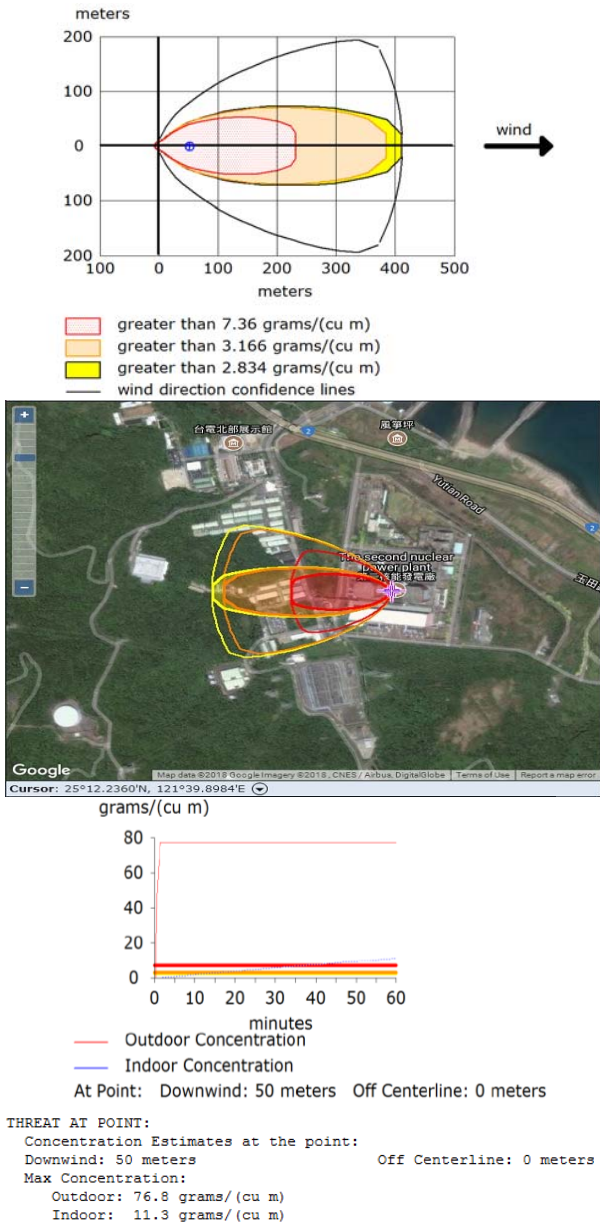 meters
200
100
0
100
200
100 0 100 200 300 400 500
meters
wind
greater than 7.36 grams/(cu m)
greater than 3.166 grams/(cu m)
greater than 2.834 grams/(cu m)
wind direction confidence lines
台電北部展示館
風箏坪
2
Yutian Road
The second nuclear
power plant
2
Google
Map data ©2018 Google Imagery ©2018 , CNES / Airbus, DigitalGlobe
Terms of Use
Report a map error
Cursor: 25°12.2360'N, 121°39.8984'E
grams/(cu m)
80
60
40
20
0
0 10 20 30 40 50 60
minutes
Outdoor Concentration
Indoor Concentration
At Point: Downwind: 50 meters Off Centerline: 0 meters
THREAT AT POINT:
Concentration Estimates at the point:
Downwind: 50 meters Off Centerline: 0 meters
Max Concentration:
Outdoor: 76.8 grams/(cu m)
Indoor: 11.3 grams/(cu m)